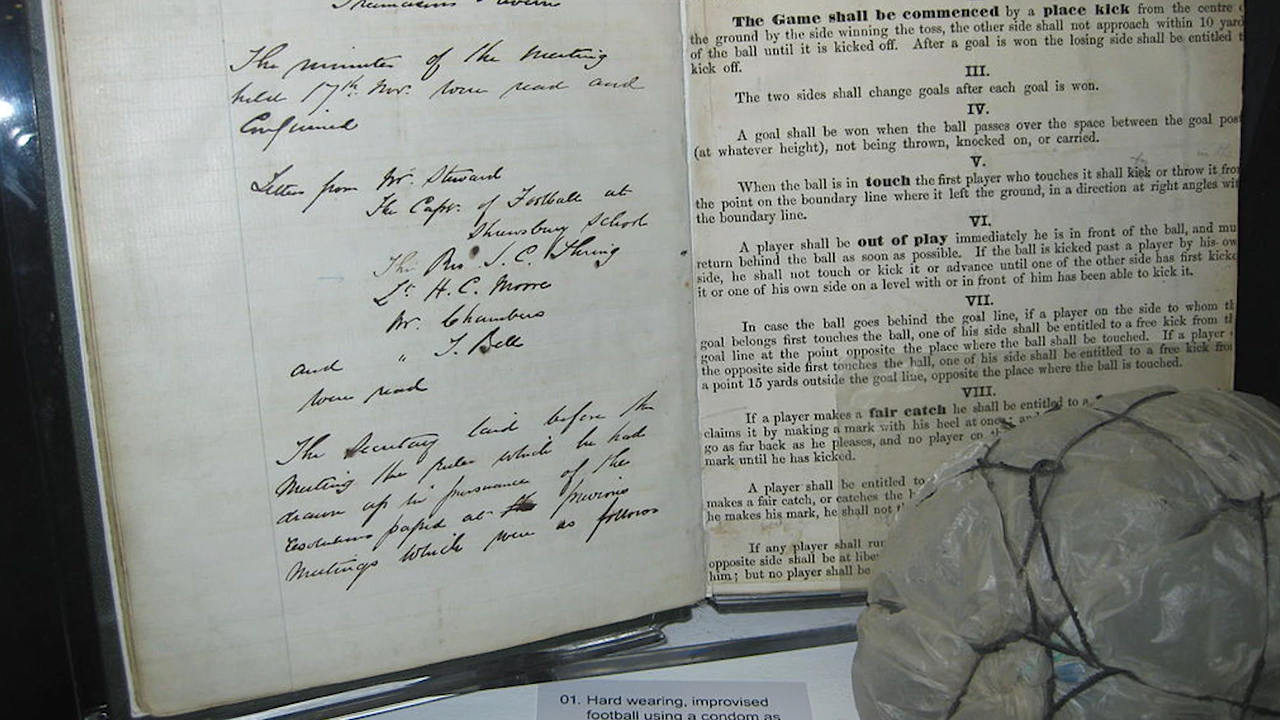 The minutes of the Meeting
held 17th Nov. were read and
Confirmed
Letters from Mr. Steward
The Captn. of Football at
Shrewsbury School
The Rev. J. C. Thring
Lt. H. C. Moore
Mr. Chambers
and " J. Bell
were read
The Secretary laid before the
Meeting the Rules which he had
drawn up in pursuance of the
resolutions passed at the previous
Meetings which were as follows
The Game shall be commenced by a place kick from the centre
the ground by the side winning the toss, the other side shall not approach within 10 yard
of the ball until it is kicked off. After a goal is won the losing side shall be entitled
kick off.
III.
The two sides shall change goals after each goal is won.
IV.
A goal shall be won when the ball passes over the space between the goal pos
(at whatever height), not being thrown, knocked on, or carried.
V.
When the ball is in touch the first player who touches it shall kick or throw it fro
the point on the boundary line where it left the ground, in a direction at right angles wi
the boundary line.
VI.
A player shall be out of play immediately he is in front of the ball, and mu
return behind the ball as soon as possible. If the ball is kicked past a player by his ow
side, he shall not touch or kick it or advance until one of the other side has first kick
it or one of his own side on a level with or in front of him has been able to kick it.
VII.
In case the ball goes behind the goal line, if a player on the side to whom th
goal belongs first touches the ball, one of his side shall be entitled to a free kick from th
goal line at the point opposite the place where the ball shall be touched. If a player
the opposite side first touches the ball, one of his side shall be entitled to a free kick fro
a point 15 yards outside the goal line, opposite the place where the ball is touched.
VIII.
If a player makes a fair catch he shall be entitled to a
claims it by making a mark with his heel at once; and
go as far back as he pleases, and no player on
mark until he has kicked.
A player shall be entitled to
makes a fair catch, or catches the
he makes his mark, he shall not
If any player shall run
opposite side shall be at libe
him; but no player shall be
01. Hard wearing, improvised
football using a condom as